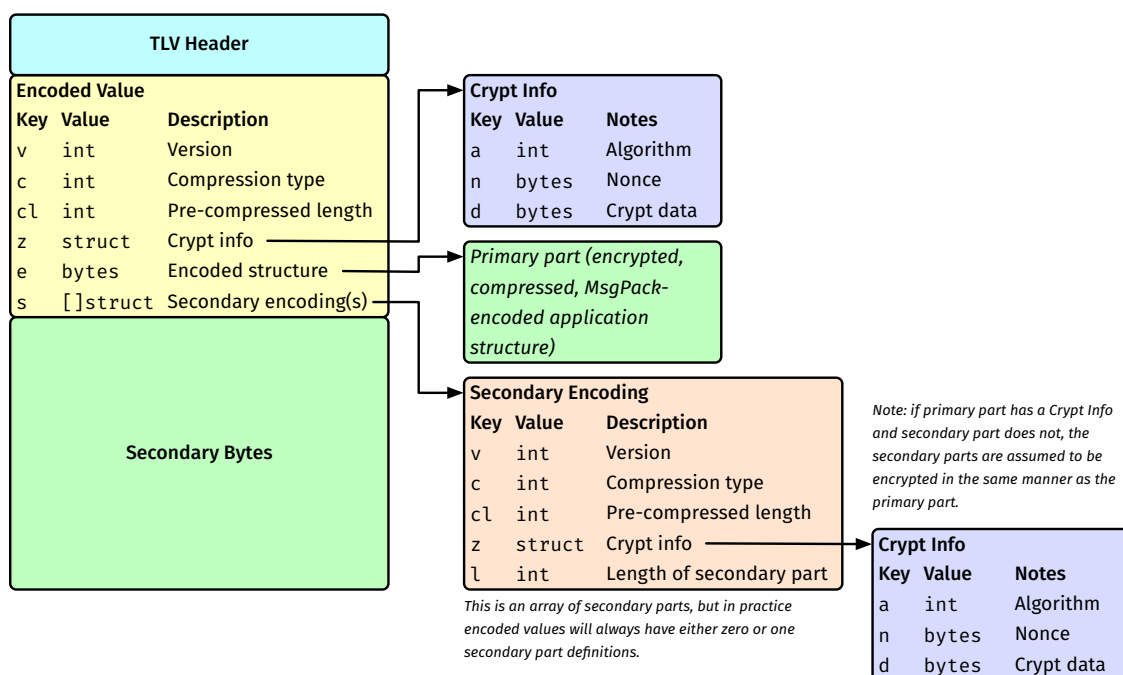 TLV Header
Encoded Value
Key Value Description
v int Version
c int Compression type
cl int Pre-compressed length
z struct Crypt info
e bytes Encoded structure
s []struct Secondary encoding(s)
Secondary Bytes
Crypt Info
Key Value Notes
a int Algorithm
n bytes Nonce
d bytes Crypt data
Primary part (encrypted,
compressed, MsgPack-
encoded application
structure)
Secondary Encoding
Key Value Description
v int Version
c int Compression type
cl int Pre-compressed length
z struct Crypt info
l int Length of secondary part
This is an array of secondary parts, but in practice
encoded values will always have either zero or one
secondary part definitions.
Note: if primary part has a Crypt Info
and secondary part does not, the
secondary parts are assumed to be
encrypted in the same manner as the
primary part.
Crypt Info
Key Value Notes
a int Algorithm
n bytes Nonce
d bytes Crypt data